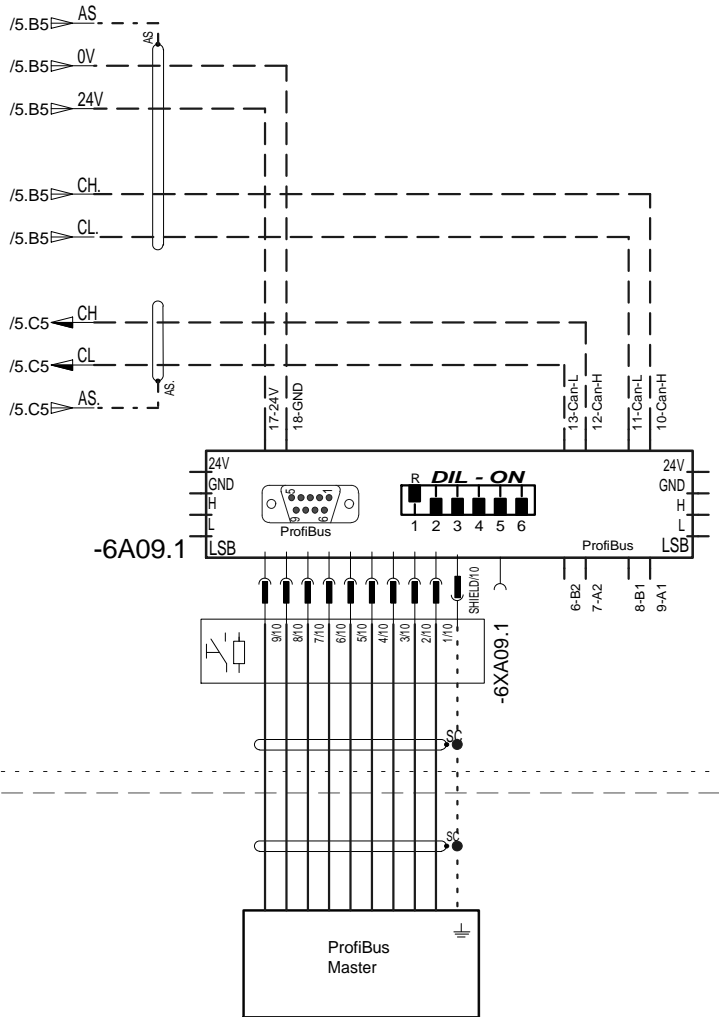 /5.B5 AS
AS
/5.B5 0V
/5.B5 24V
/5.B5 CH.
/5.B5 CL.
/5.C5 CH
/5.C5 CL
/5.C5 AS.
AS.
17-24V
18-GND
13-Can-L
12-Can-H
11-Can-L
10-Can-H
-6A09.1
24V
GND
H
L
LSB
5 1
9 6
ProfiBus
R DIL - ON
1 2 3 4 5 6
24V
GND
H
L
ProfiBus LSB
SHIELD/10
6-B2
7-A2
8-B1
9-A1
9/10
8/10
7/10
6/10
5/10
4/10
3/10
2/10
1/10
-6XA09.1
SC
SC
ProfiBus
Master